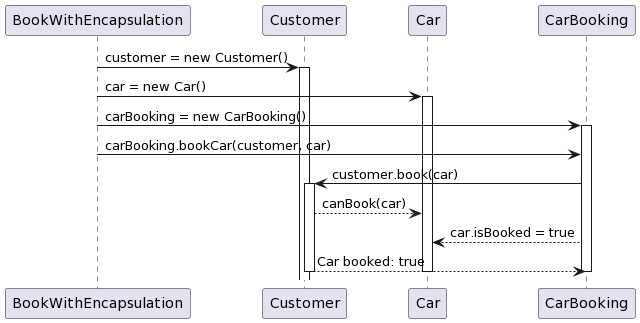 BookWithEncapsulation Customer Car CarBooking
customer = new Customer()
car = new Car()
carBooking = new CarBooking()
carBooking.bookCar(customer, car)
customer.book(car)
canBook(car)
car.isBooked = true
Car booked: true
BookWithEncapsulation Customer Car CarBooking